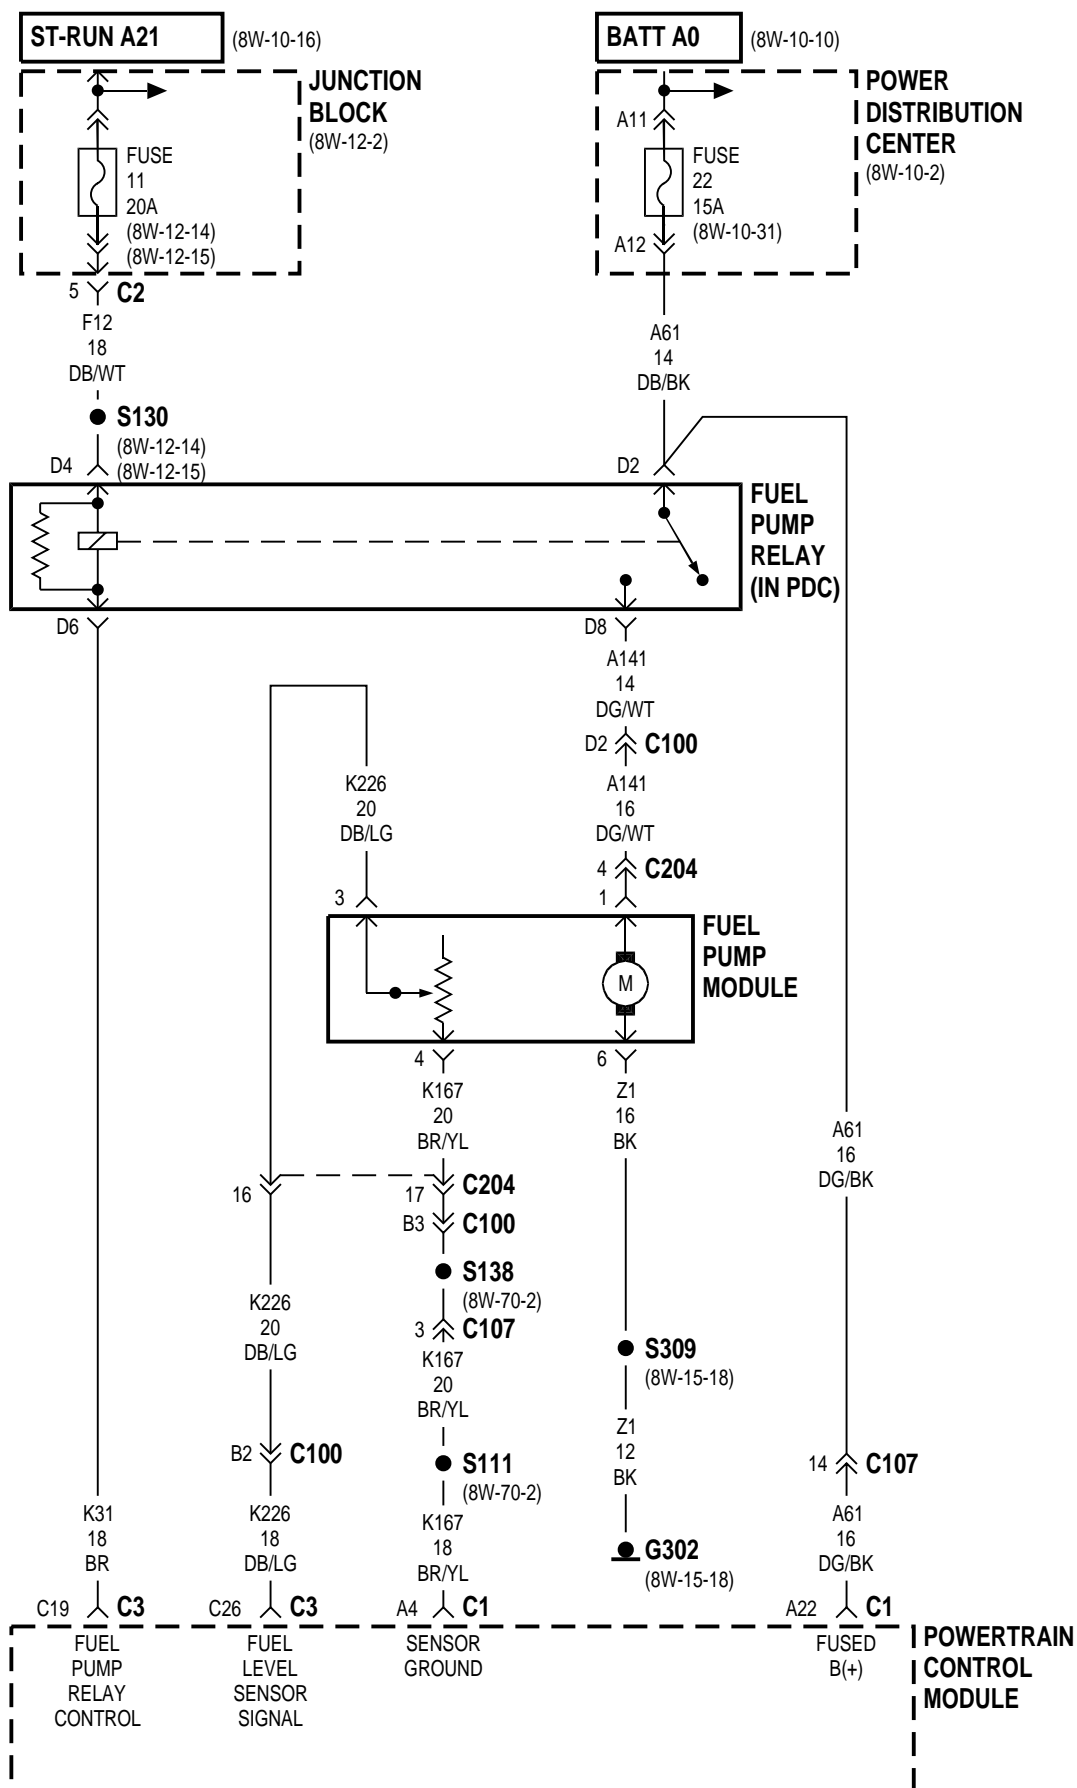 ST-RUN A21
(8W-10-16)
BATT A0
(8W-10-10)
JUNCTION
BLOCK
(8W-12-2)
POWER
DISTRIBUTION
CENTER
(8W-10-2)
FUSE
11
20A
(8W-12-14)
(8W-12-15)
A11
FUSE
22
15A
(8W-10-31)
A12
5
C2
F12
18
DB/WT
A61
14
DB/BK
S130
(8W-12-14)
(8W-12-15)
D4
D2
FUEL
PUMP
RELAY
(IN PDC)
D6
D8
A141
14
DG/WT
D2
C100
A141
16
DG/WT
4
C204
K226
20
DB/LG
3
1
FUEL
PUMP
MODULE
M
4
6
K167
20
BR/YL
Z1
16
BK
A61
16
DG/BK
16
17
C204
B3
C100
S138
(8W-70-2)
3
C107
K226
20
DB/LG
K167
20
BR/YL
S309
(8W-15-18)
Z1
12
BK
B2
C100
S111
(8W-70-2)
14
C107
K31
18
BR
K226
18
DB/LG
K167
18
BR/YL
G302
(8W-15-18)
A61
16
DG/BK
C19
C3
C26
C3
A4
C1
A22
C1
FUEL
PUMP
RELAY
CONTROL
FUEL
LEVEL
SENSOR
SIGNAL
SENSOR
GROUND
FUSED
B(+)
POWERTRAIN
CONTROL
MODULE